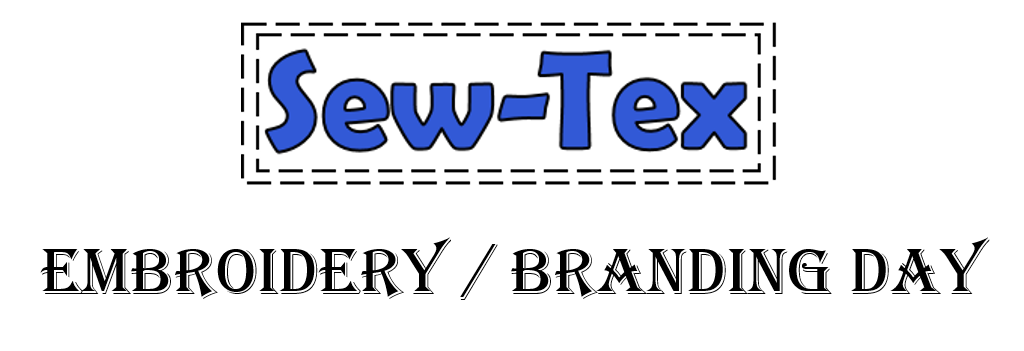 Sew-Tex
EMBROIDERY / BRANDING DAY